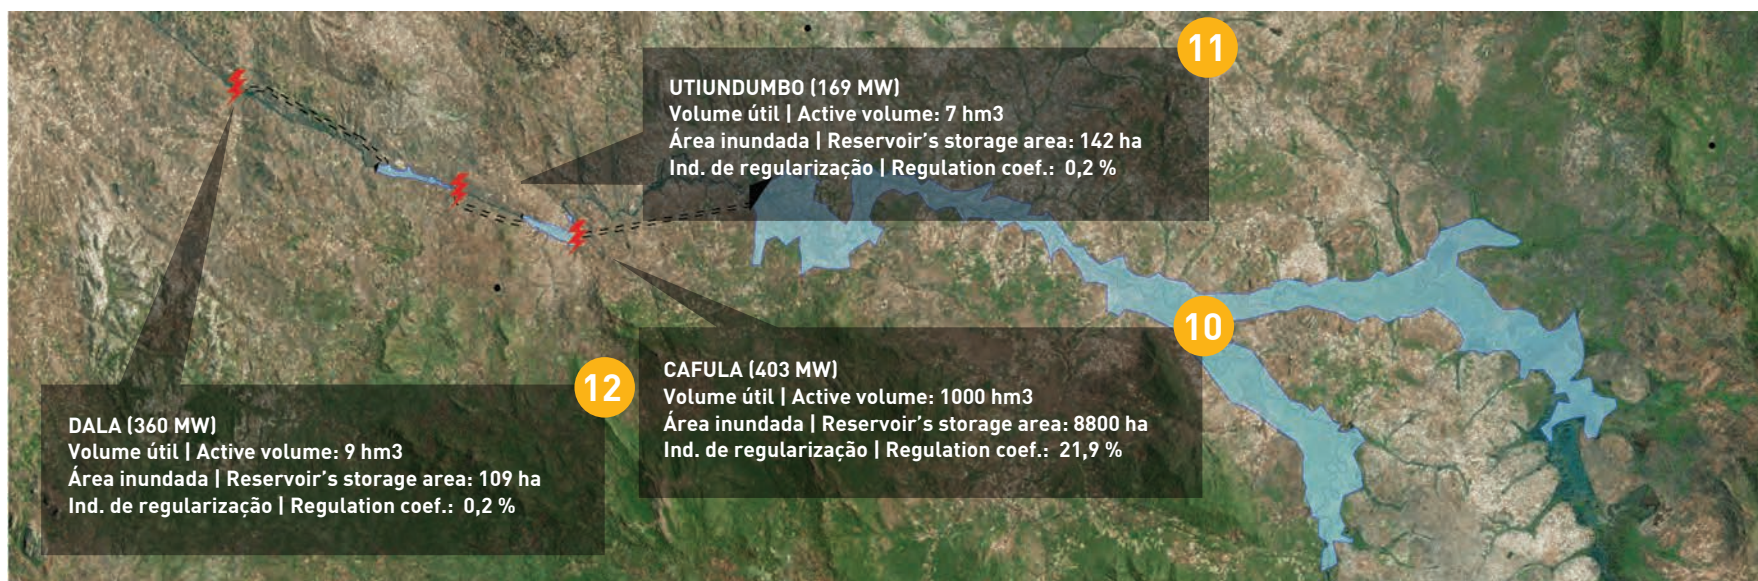 11
UTIUNDUMBO (169 MW)
Volume útil | Active volume: 7 hm3
Área inundada | Reservoir's storage area: 142 ha
Ind. de regularização | Regulation coef.: 0,2 %
10
CAFULA (403 MW)
Volume útil | Active volume: 1000 hm3
Área inundada | Reservoir's storage area: 8800 ha
Ind. de regularização | Regulation coef.: 21,9 %
12
DALA (360 MW)
Volume útil | Active volume: 9 hm3
Área inundada | Reservoir's storage area: 109 ha
Ind. de regularização | Regulation coef.: 0,2 %